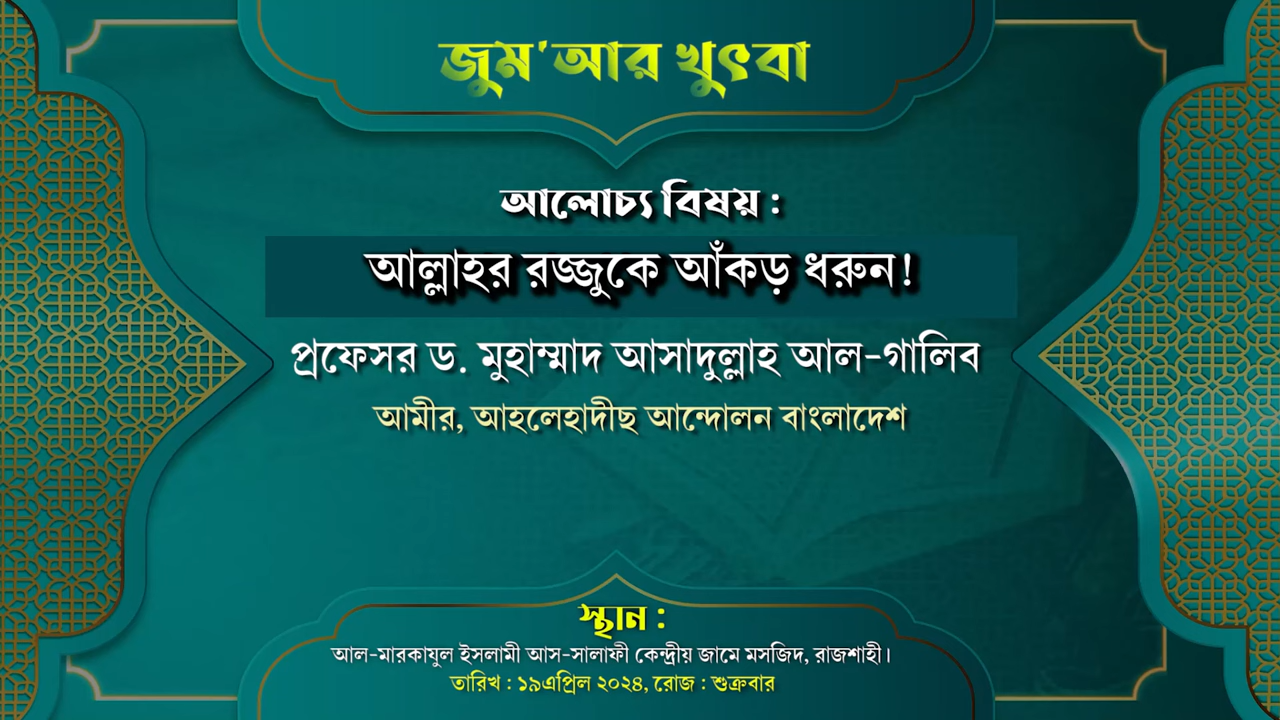 জুম'আর খুৎবা
আলোচ্য বিষয় :
আল্লাহর রজ্জুকে আঁকড় ধরুন!
প্রফেসর ড. মুহাম্মাদ আসাদুল্লাহ আল-গালিব
আমীর, আহলেহাদীছ আন্দোলন বাংলাদেশ
স্থান :
আল-মারকাযুল ইসলামী আস-সালাফী কেন্দ্রীয় জামে মসজিদ, রাজশাহী।
তারিখ : ১৯এপ্রিল ২০২৪, রোজ : শুক্রবার